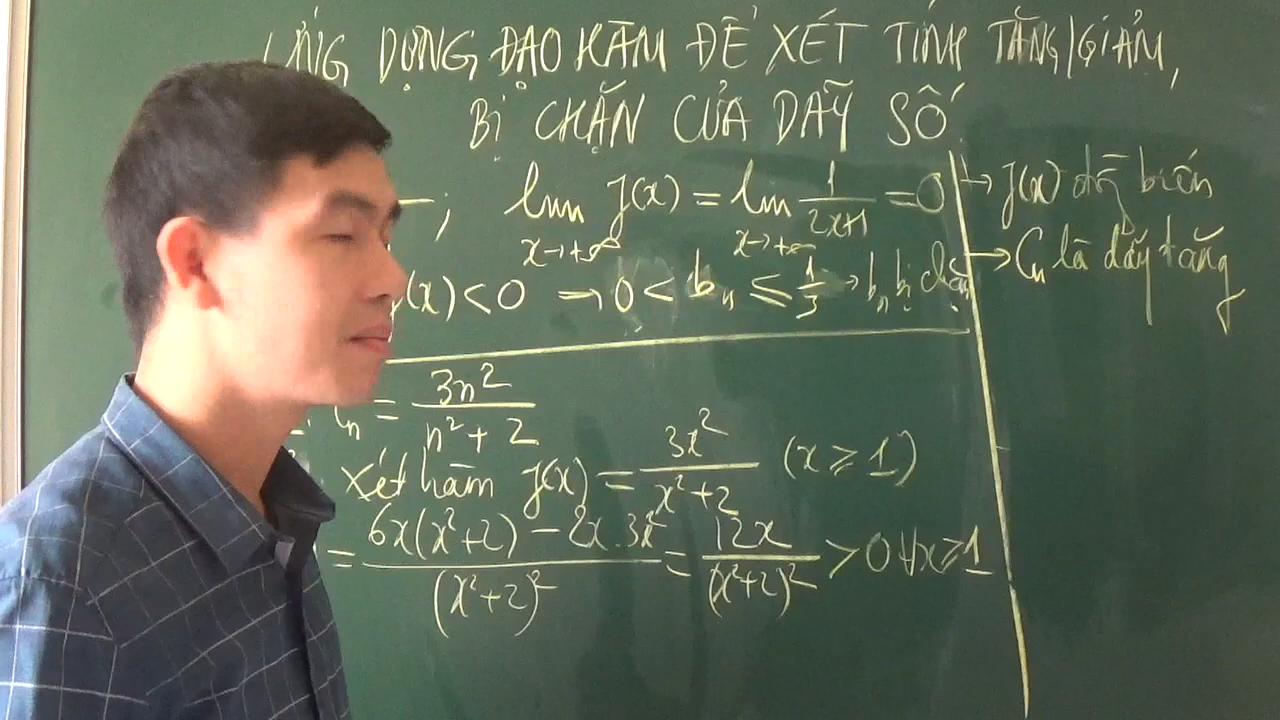 ỨNG DỤNG ĐẠO HÀM ĐỂ XÉT TÍNH TĂNG/GIẢM,
BỊ CHẶN CỦA DÃY SỐ
; lim f(x) = lim 1/(2x+1) = 0
x→+∞ x→+∞
f(x) < 0 → 0 < bₙ ≤ 1/3 → bₙ bị chặn
Cₙ = 3n²/(n² + 2)
Xét hàm f(x) = 3x²/(x² + 2) (x ≥ 1)
= (6x(x²+2) − 2x.3x²)/(x²+2)² = 12x/(x²+2)² > 0 ∀x ≥ 1
→ f(x) đồng biến
→ Cₙ là dãy tăng